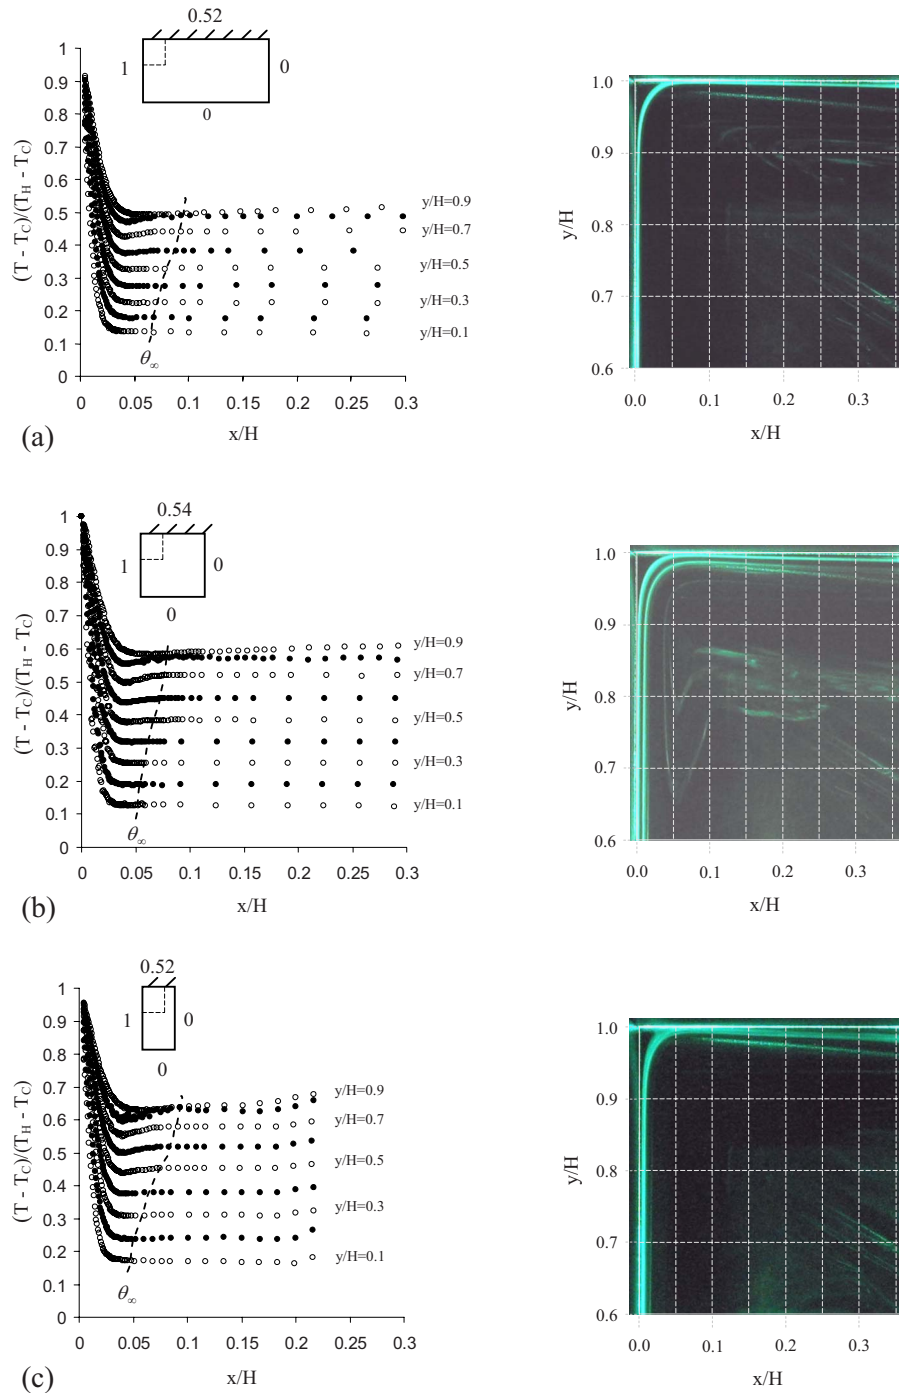 0.52
1
0
0
(T - TC)/(TH - TC)
1
0.9
0.8
0.7
0.6
0.5
0.4
0.3
0.2
0.1
0
y/H=0.9
y/H=0.7
y/H=0.5
y/H=0.3
y/H=0.1
θ∞
0 0.05 0.1 0.15 0.2 0.25 0.3
x/H
(a)
y/H
1.0
0.9
0.8
0.7
0.6
0.0 0.1 0.2 0.3
x/H
0.54
1
0
0
(T - TC)/(TH - TC)
1
0.9
0.8
0.7
0.6
0.5
0.4
0.3
0.2
0.1
0
y/H=0.9
y/H=0.7
y/H=0.5
y/H=0.3
y/H=0.1
θ∞
0 0.05 0.1 0.15 0.2 0.25 0.3
x/H
(b)
y/H
1.0
0.9
0.8
0.7
0.6
0.0 0.1 0.2 0.3
x/H
0.52
1
0
0
(T - TC)/(TH - TC)
1
0.9
0.8
0.7
0.6
0.5
0.4
0.3
0.2
0.1
0
y/H=0.9
y/H=0.7
y/H=0.5
y/H=0.3
y/H=0.1
θ∞
0 0.05 0.1 0.15 0.2 0.25 0.3
x/H
(c)
y/H
1.0
0.9
0.8
0.7
0.6
0.0 0.1 0.2 0.3
x/H